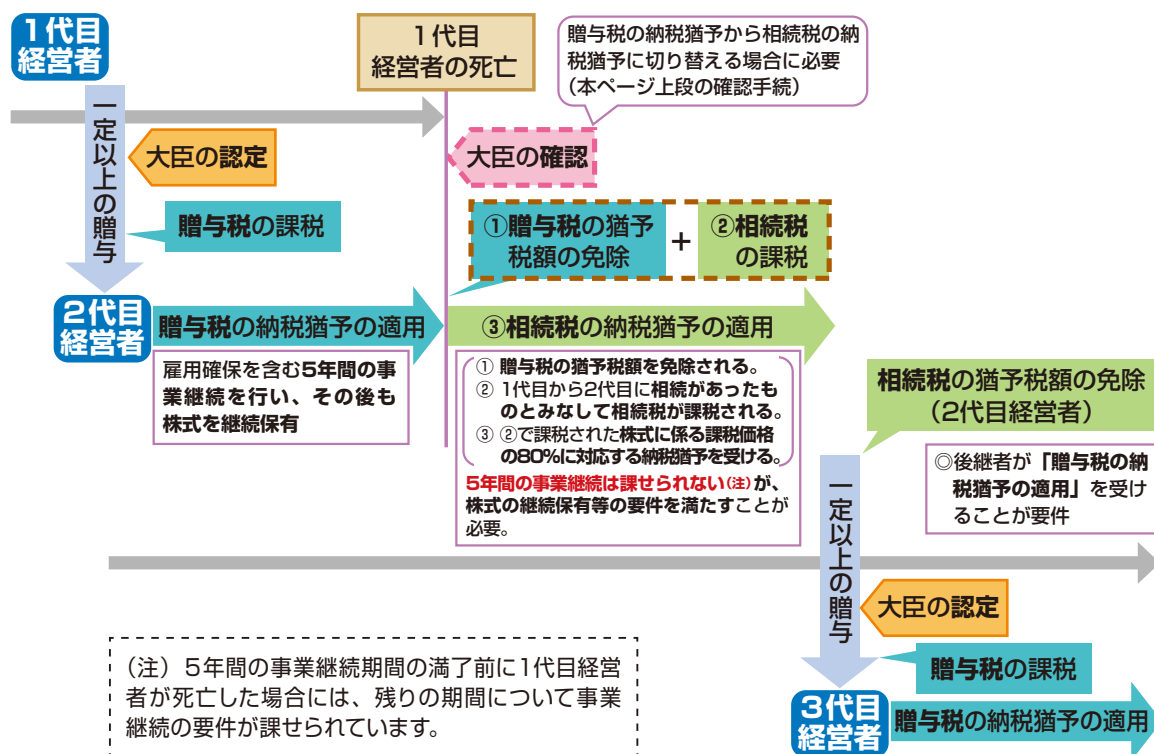 1代目
経営者
1代目
経営者の死亡
贈与税の納税猶予から相続税の納
税猶予に切り替える場合に必要
(本ページ上段の確認手続)
一定以上の贈与
大臣の認定
大臣の確認
贈与税の課税
①贈与税の猶予
税額の免除
+
②相続税
の課税
2代目
経営者
贈与税の納税猶予の適用
③相続税の納税猶予の適用
雇用確保を含む5年間の事
業継続を行い、その後も
株式を継続保有
① 贈与税の猶予税額を免除される。
② 1代目から2代目に相続があったも
のとみなして相続税が課税される。
③ ②で課税された株式に係る課税価格
の80%に対応する納税猶予を受ける。
5年間の事業継続は課せられない(注)が、
株式の継続保有等の要件を満たすことが
必要。
相続税の猶予税額の免除
(2代目経営者)
◎後継者が「贈与税の納
税猶予の適用」を受け
ることが要件
一定以上の贈与
大臣の認定
贈与税の課税
3代目
経営者
贈与税の納税猶予の適用
(注) 5年間の事業継続期間の満了前に1代目経営
者が死亡した場合には、残りの期間について事業
継続の要件が課せられています。